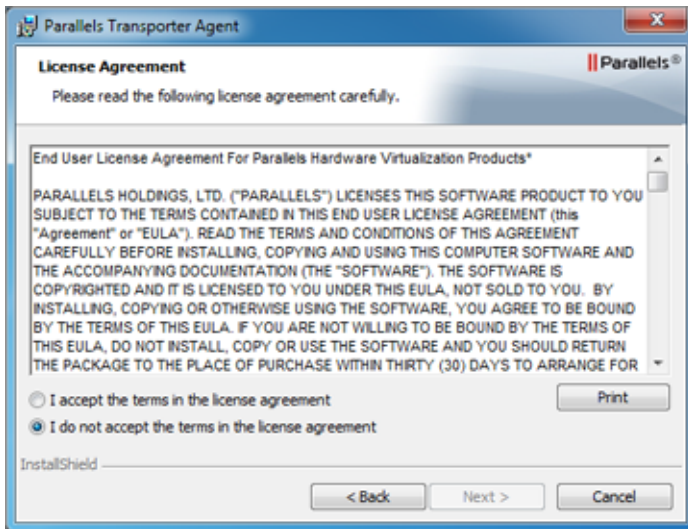 Parallels Transporter Agent
License Agreement
Parallels®
Please read the following license agreement carefully.
End User License Agreement For Parallels Hardware Virtualization Products*
PARALLELS HOLDINGS, LTD. ("PARALLELS") LICENSES THIS SOFTWARE PRODUCT TO YOU
SUBJECT TO THE TERMS CONTAINED IN THIS END USER LICENSE AGREEMENT (this
"Agreement" or "EULA"). READ THE TERMS AND CONDITIONS OF THIS AGREEMENT
CAREFULLY BEFORE INSTALLING, COPYING AND USING THIS COMPUTER SOFTWARE AND
THE ACCOMPANYING DOCUMENTATION (THE "SOFTWARE"). THE SOFTWARE IS
COPYRIGHTED AND IT IS LICENSED TO YOU UNDER THIS EULA, NOT SOLD TO YOU. BY
INSTALLING, COPYING OR OTHERWISE USING THE SOFTWARE, YOU AGREE TO BE BOUND
BY THE TERMS OF THIS EULA. IF YOU ARE NOT WILLING TO BE BOUND BY THE TERMS OF
THIS EULA, DO NOT INSTALL, COPY OR USE THE SOFTWARE AND YOU SHOULD RETURN
THE PACKAGE TO THE PLACE OF PURCHASE WITHIN THIRTY (30) DAYS TO ARRANGE FOR
I accept the terms in the license agreement
Print
I do not accept the terms in the license agreement
InstallShield
< Back
Next >
Cancel